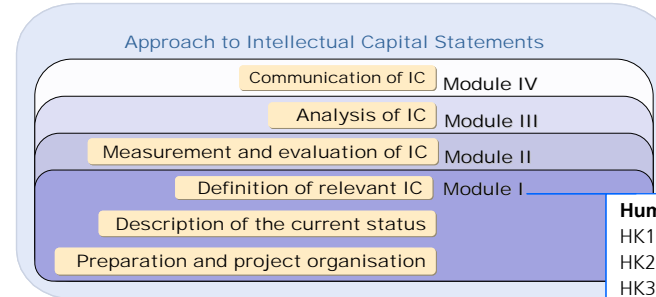 Approach to Intellectual Capital Statements
Communication of IC Module IV
Analysis of IC Module III
Measurement and evaluation of IC Module II
Definition of relevant IC Module I
Description of the current status
Preparation and project organisation
HK1
HK2
HK3